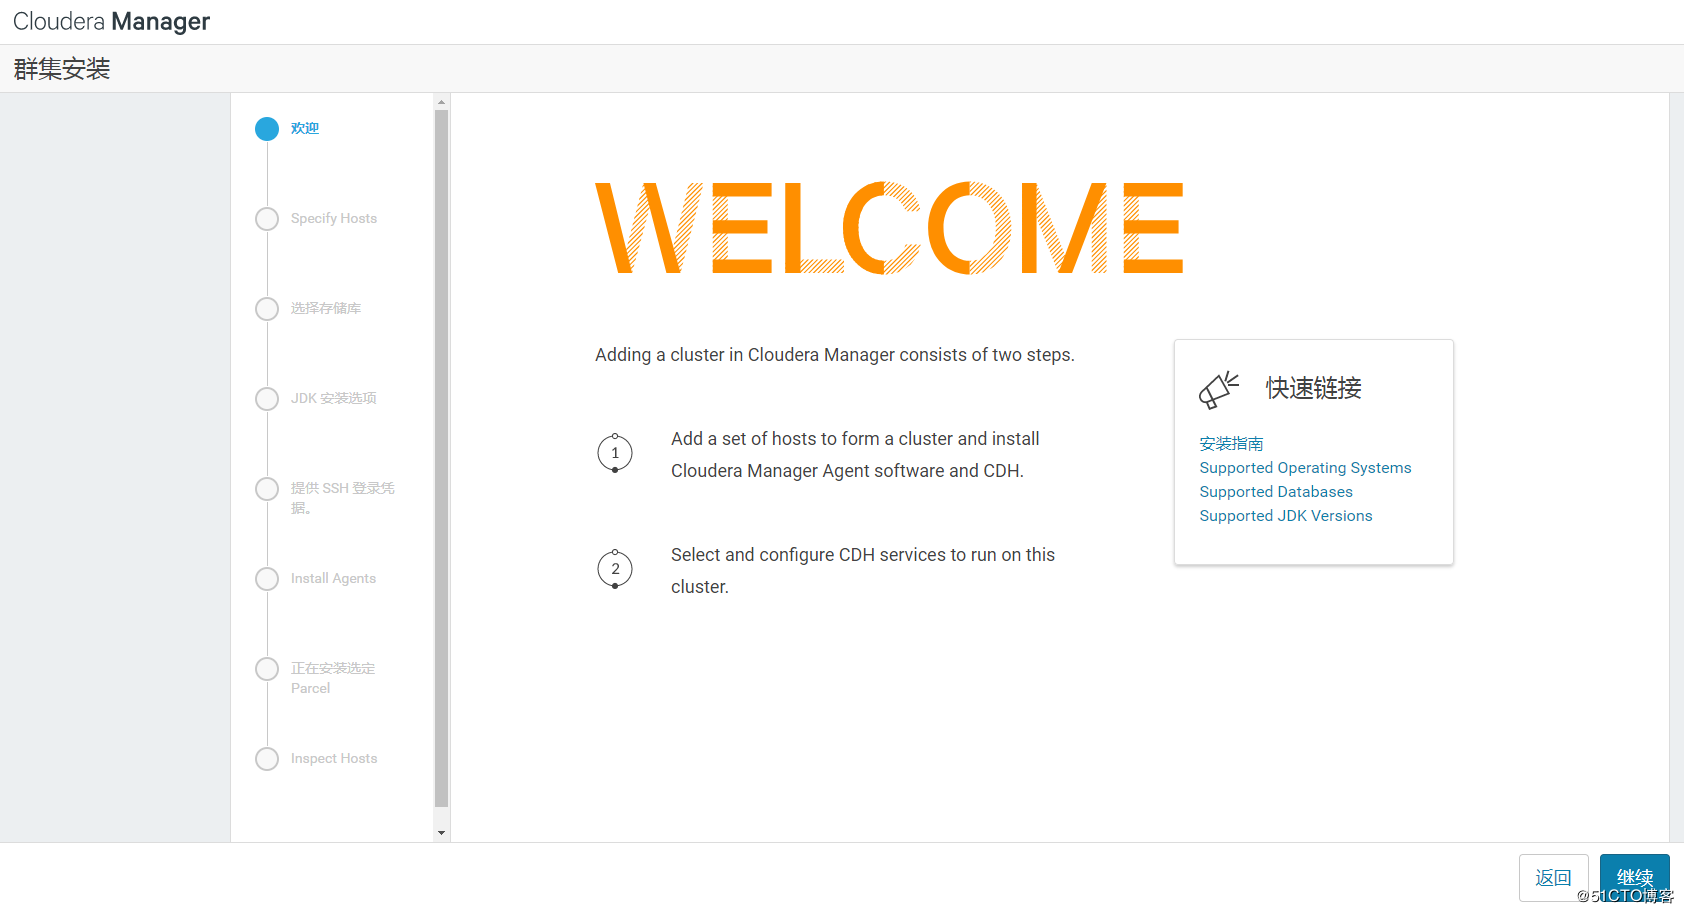 Cloudera Manager
群集安装
欢迎
Specify Hosts
选择存储库
JDK 安装选项
提供 SSH 登录凭
据。
Install Agents
正在安装选定
Parcel
Inspect Hosts
WELCOME
Adding a cluster in Cloudera Manager consists of two steps.
1
Add a set of hosts to form a cluster and install
Cloudera Manager Agent software and CDH.
2
Select and configure CDH services to run on this
cluster.
快速链接
安装指南
Supported Operating Systems
Supported Databases
Supported JDK Versions
返回
继续
@51CTO博客